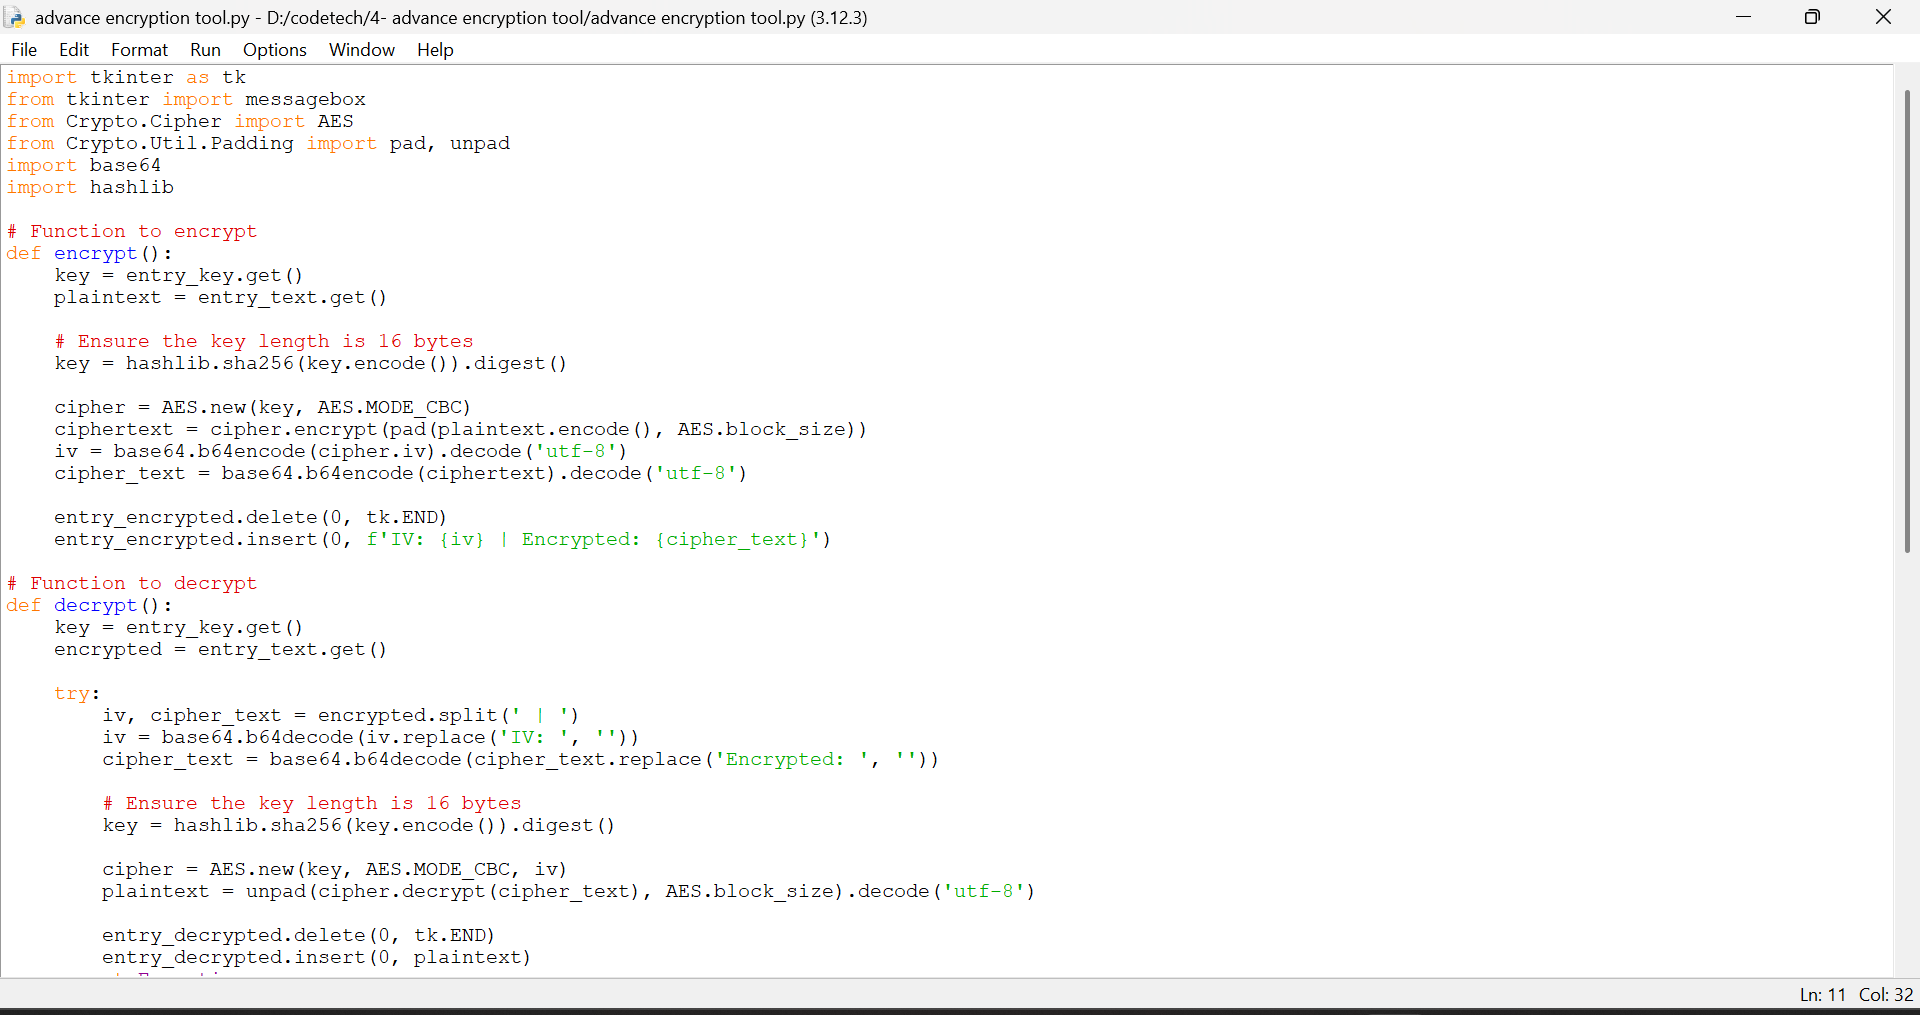 advance encryption tool.py - D:/codetech/4- advance encryption tool/advance encryption tool.py (3.12.3)
File Edit Format Run Options Window Help
import tkinter as tk
from tkinter import messagebox
from Crypto.Cipher import AES
from Crypto.Util.Padding import pad, unpad
import base64
import hashlib

# Function to encrypt
def encrypt():
    key = entry_key.get()
    plaintext = entry_text.get()

    # Ensure the key length is 16 bytes
    key = hashlib.sha256(key.encode()).digest()

    cipher = AES.new(key, AES.MODE_CBC)
    ciphertext = cipher.encrypt(pad(plaintext.encode(), AES.block_size))
    iv = base64.b64encode(cipher.iv).decode('utf-8')
    cipher_text = base64.b64encode(ciphertext).decode('utf-8')

    entry_encrypted.delete(0, tk.END)
    entry_encrypted.insert(0, f'IV: {iv} | Encrypted: {cipher_text}')

# Function to decrypt
def decrypt():
    key = entry_key.get()
    encrypted = entry_text.get()

    try:
        iv, cipher_text = encrypted.split(' | ')
        iv = base64.b64decode(iv.replace('IV: ', ''))
        cipher_text = base64.b64decode(cipher_text.replace('Encrypted: ', ''))

        # Ensure the key length is 16 bytes
        key = hashlib.sha256(key.encode()).digest()

        cipher = AES.new(key, AES.MODE_CBC, iv)
        plaintext = unpad(cipher.decrypt(cipher_text), AES.block_size).decode('utf-8')

        entry_decrypted.delete(0, tk.END)
        entry_decrypted.insert(0, plaintext)
Ln: 11 Col: 32